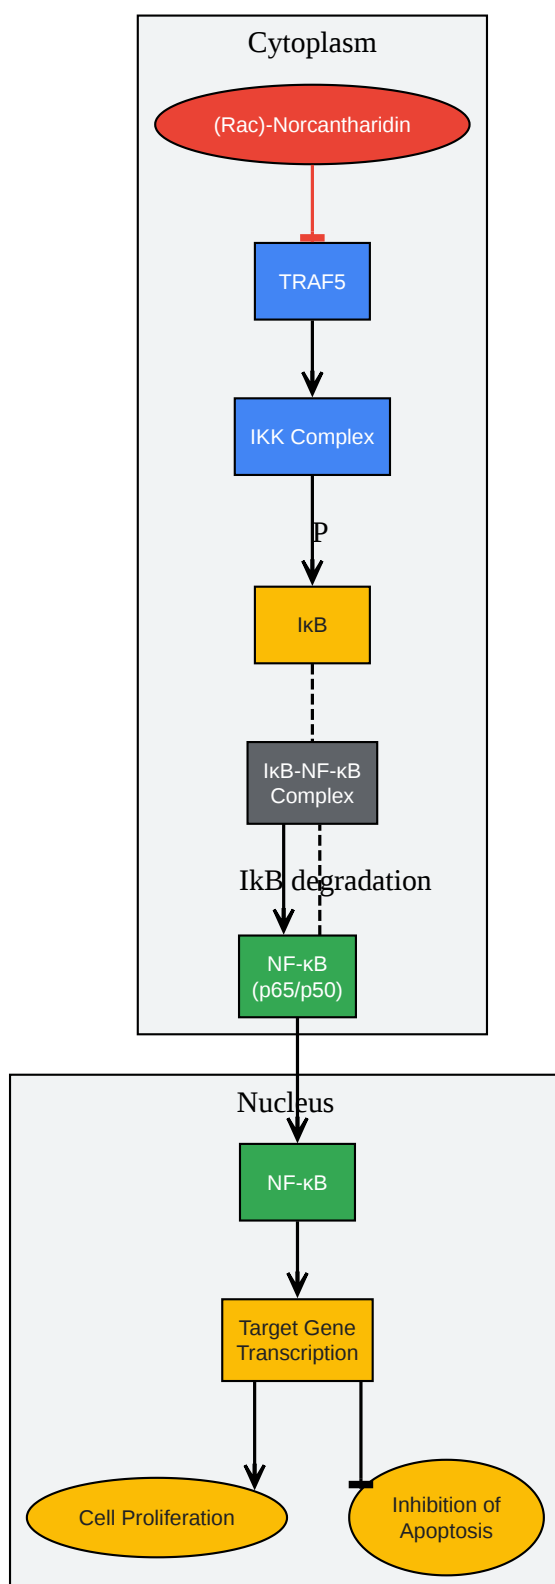 Cytoplasm
(Rac)-Norcantharidin
TRAF5
IKK Complex
P
IκB
IκB-NF-κB
Complex
IkB degradation
NF-κB
(p65/p50)
Nucleus
NF-κB
Target Gene
Transcription
Cell Proliferation
Inhibition of
Apoptosis